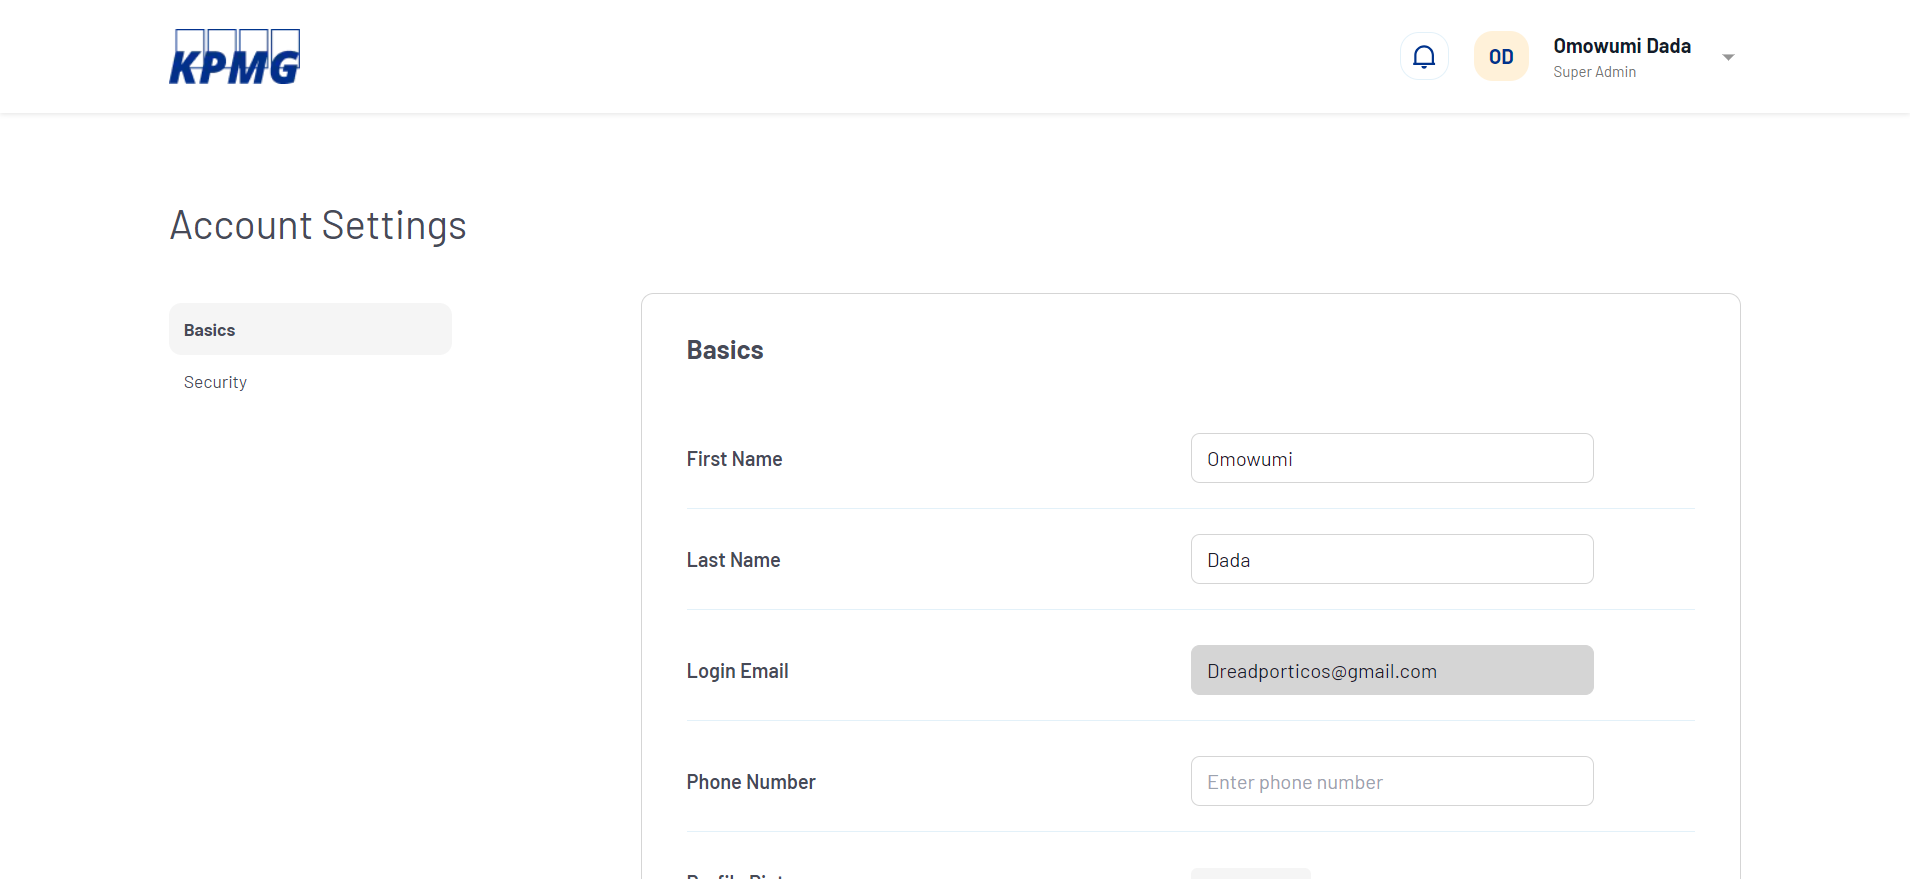 KPMG
OD
Omowumi Dada
Super Admin
Account Settings
Basics
Security
Basics
First Name
Omowumi
Last Name
Dada
Login Email
Dreadporticos@gmail.com
Phone Number
Enter phone number